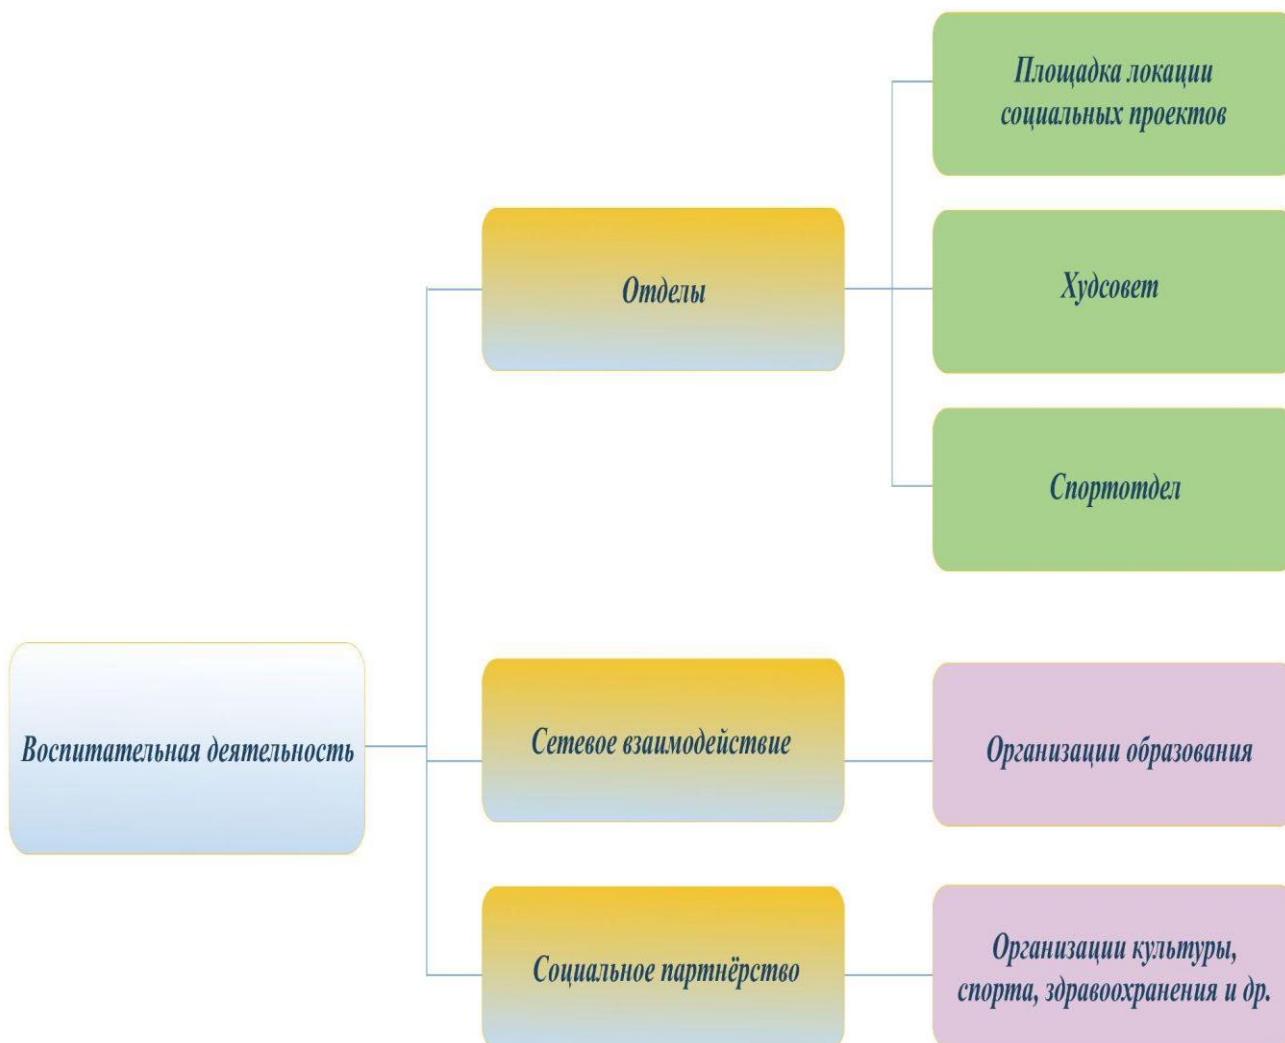 Площадка локации
социальных проектов
Отделы
Худсовет
Спортотдел
Воспитательная деятельность
Сетевое взаимодействие
Организации образования
Социальное партнёрство
Организации культуры,
спорта, здравоохранения и др.